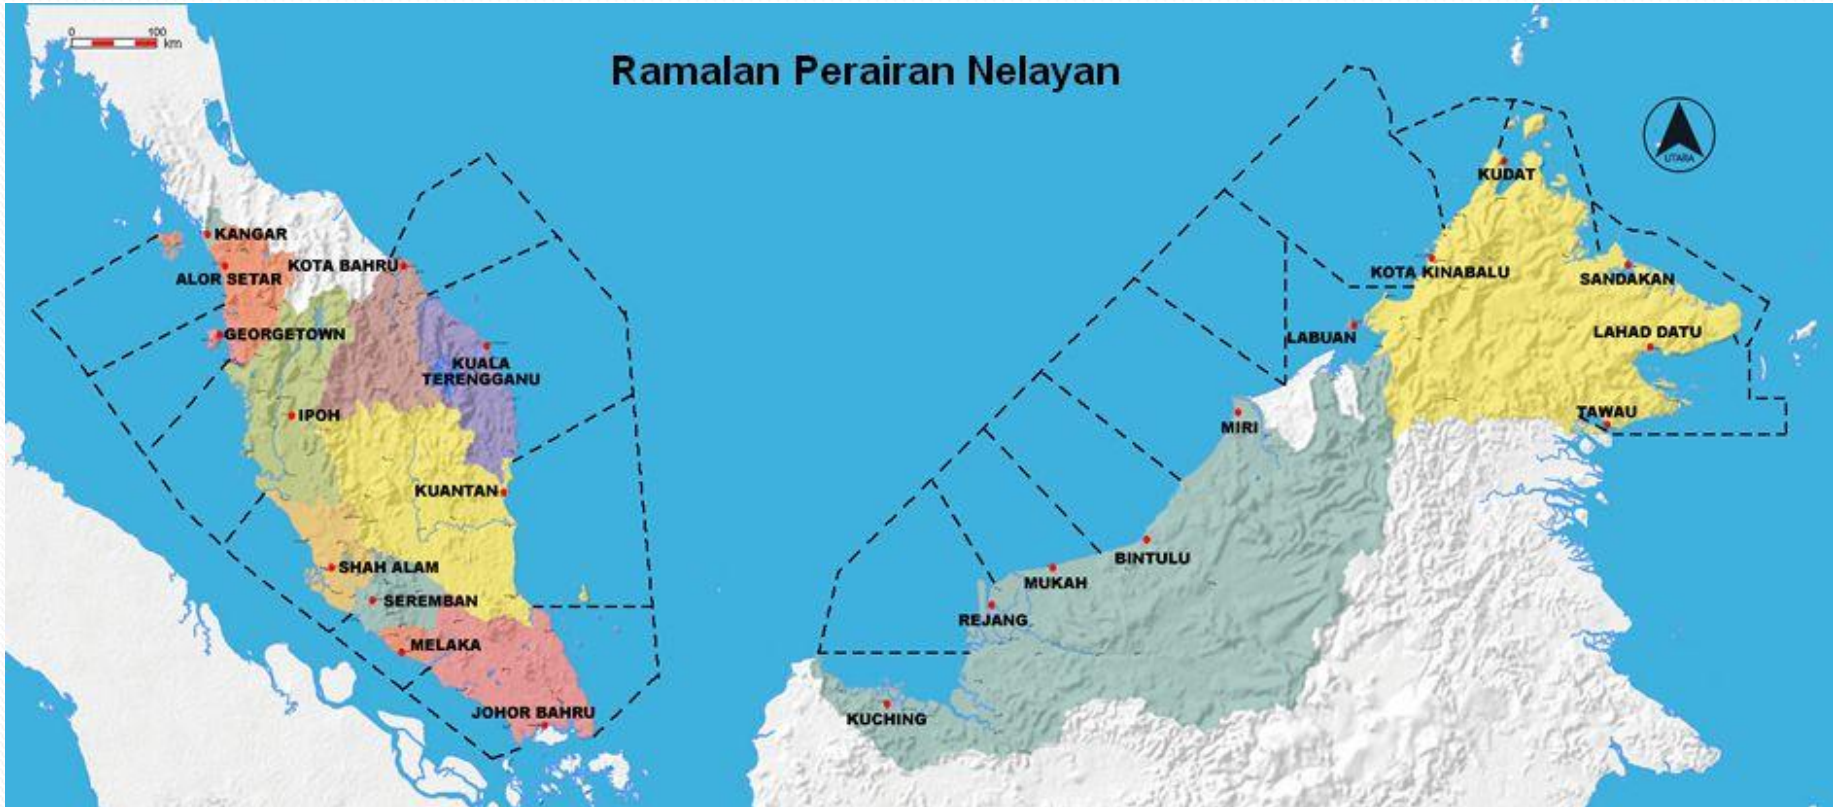 0 100
km
Ramalan Perairan Nelayan
UTARA
KANGAR
ALOR SETAR
KOTA BAHRU
GEORGETOWN
KUALA
TERENGGANU
IPOH
KUANTAN
SHAH ALAM
SEREMBAN
MELAKA
JOHOR BAHRU
KUDAT
KOTA KINABALU
SANDAKAN
LABUAN
LAHAD DATU
TAWAU
MIRI
BINTULU
MUKAH
REJANG
KUCHING